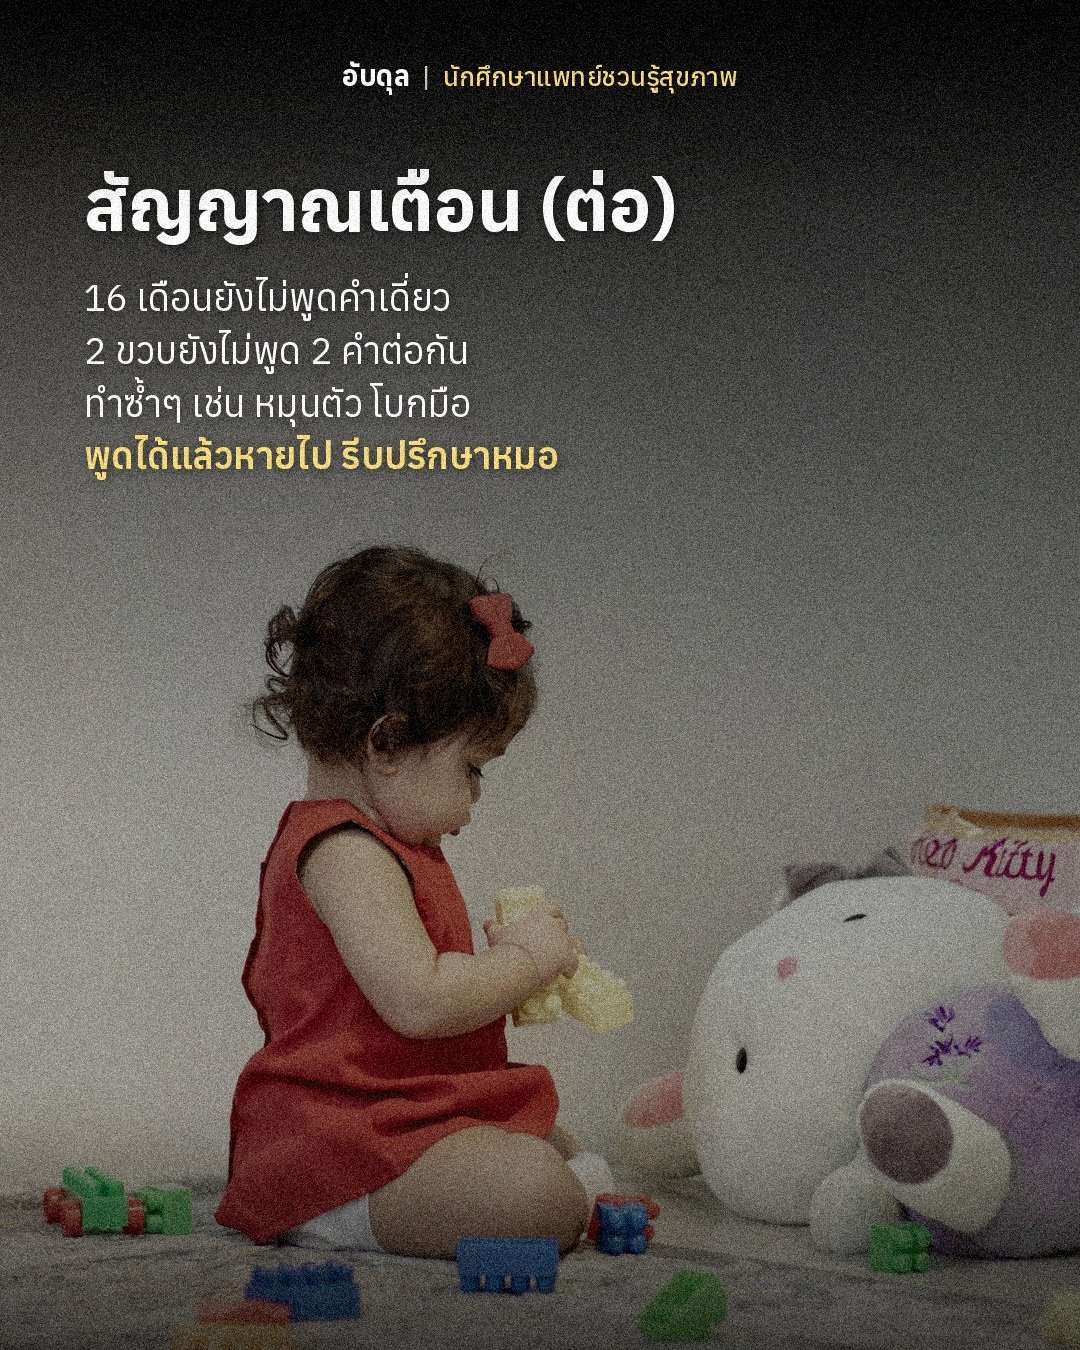 อับดุล | นักศึกษาแพทย์ชวนรู้สุขภาพ
สัญญาณเตือน (ต่อ)
16 เดือนยังไม่พูดคำเดี่ยว
2 ขวบยังไม่พูด 2 คำต่อกัน
ทำซ้ำๆ เช่น หมุนตัว โบกมือ
พูดได้แล้วหายไป รีบปรึกษาหมอ
Kitty